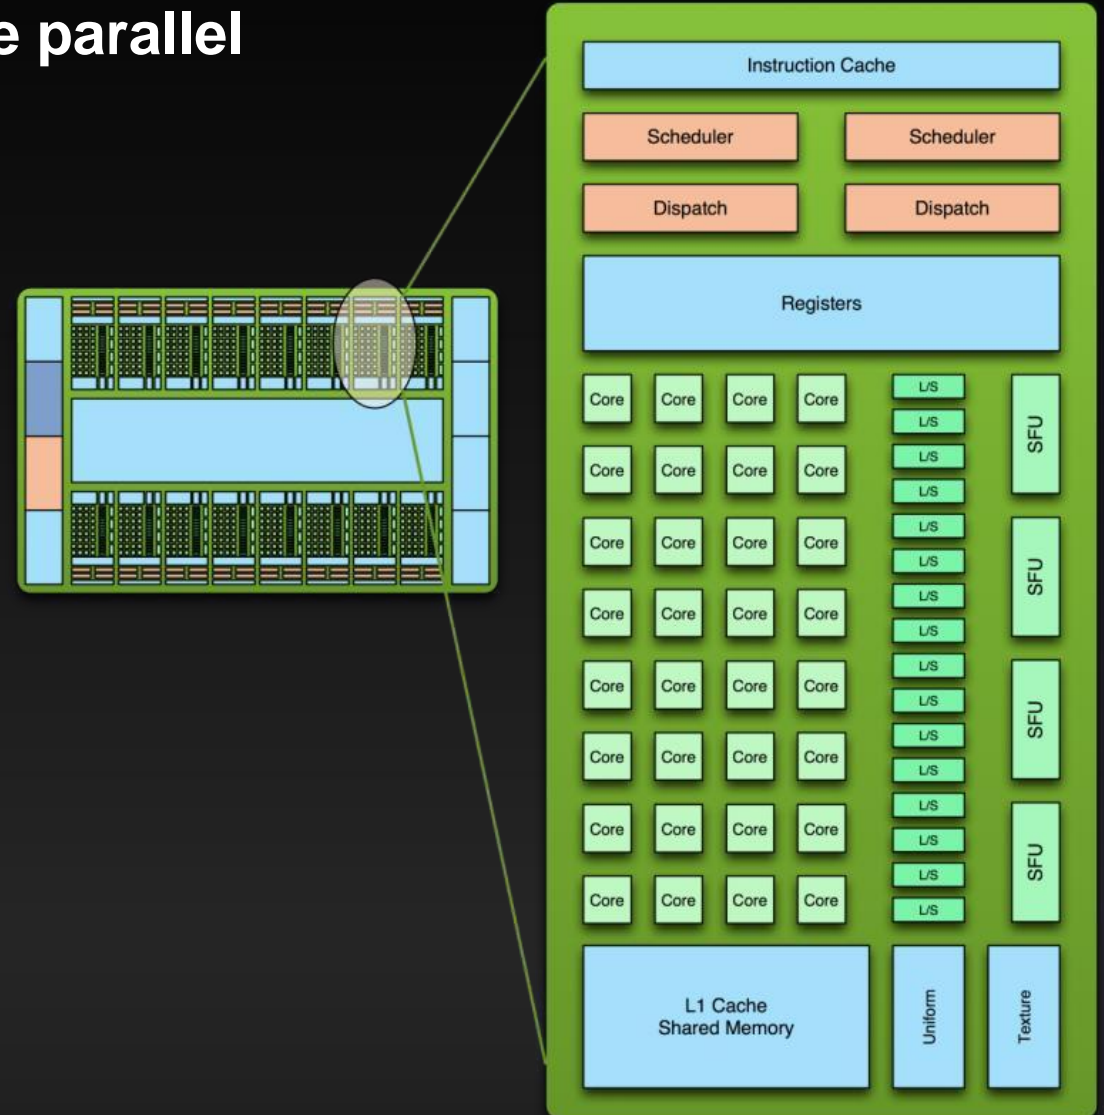 e parallel
Instruction Cache
Scheduler Scheduler
Dispatch Dispatch
Registers
Core Core Core Core L/S SFU
L/S
Core Core Core Core L/S
L/S
Core Core Core Core L/S SFU
L/S
Core Core Core Core L/S
L/S
Core Core Core Core L/S SFU
L/S
Core Core Core Core L/S
L/S
Core Core Core Core L/S SFU
L/S
Core Core Core Core L/S
L/S
L1 Cache
Shared Memory
Uniform
Texture